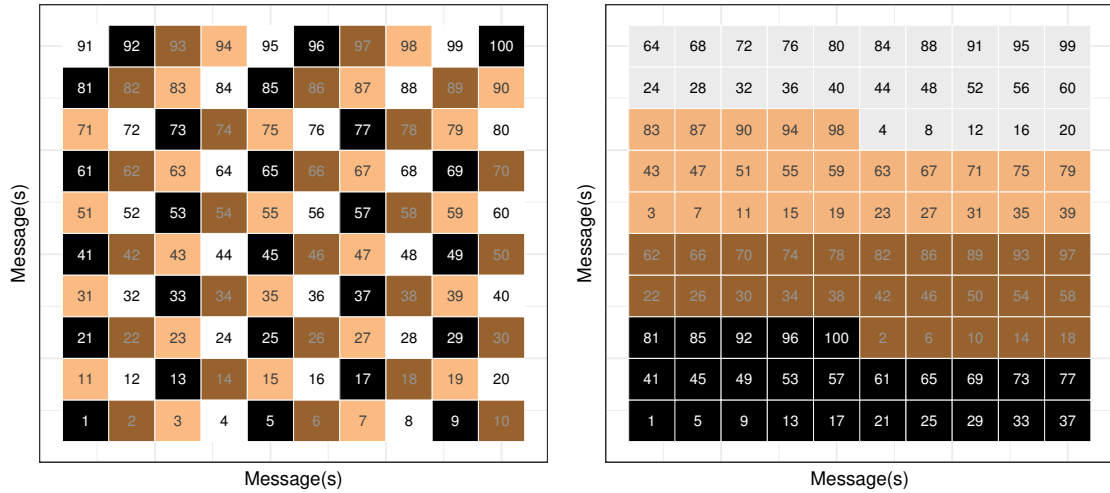 91 92 93 94 95 96 97 98 99 100
81 82 83 84 85 86 87 88 89 90
71 72 73 74 75 76 77 78 79 80
61 62 63 64 65 66 67 68 69 70
51 52 53 54 55 56 57 58 59 60
41 42 43 44 45 46 47 48 49 50
31 32 33 34 35 36 37 38 39 40
21 22 23 24 25 26 27 28 29 30
11 12 13 14 15 16 17 18 19 20
1 2 3 4 5 6 7 8 9 10
Message(s)
Message(s)
64 68 72 76 80 84 88 91 95 99
24 28 32 36 40 44 48 52 56 60
83 87 90 94 98 4 8 12 16 20
43 47 51 55 59 63 67 71 75 79
3 7 11 15 19 23 27 31 35 39
62 66 70 74 78 82 86 89 93 97
22 26 30 34 38 42 46 50 54 58
81 85 92 96 100 2 6 10 14 18
41 45 49 53 57 61 65 69 73 77
1 5 9 13 17 21 25 29 33 37
Message(s)
Message(s)